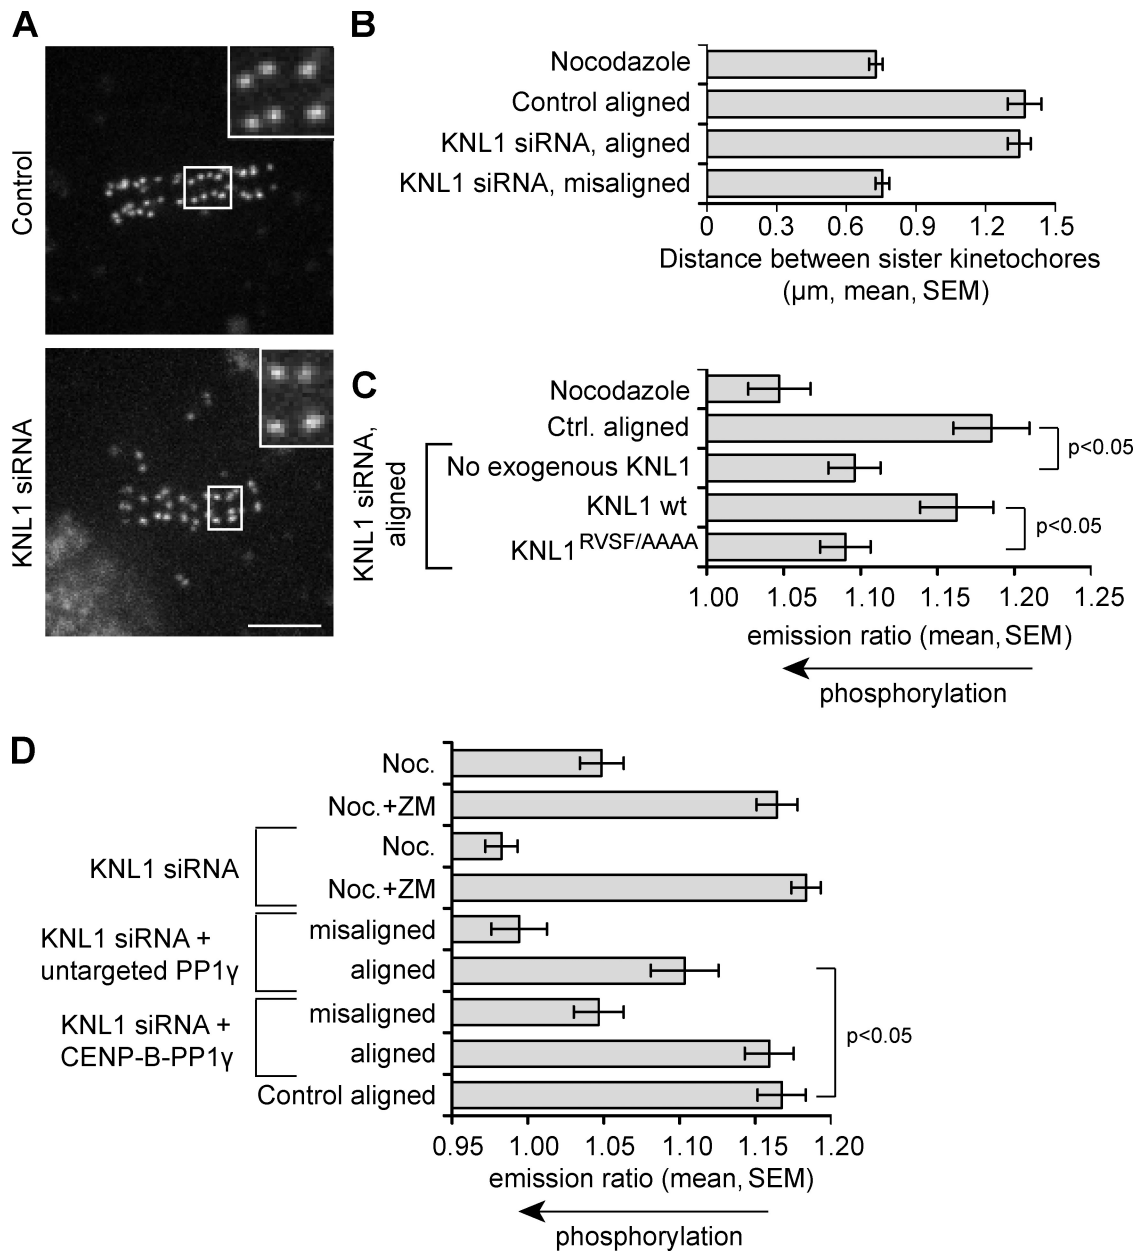 A
Control
KNL1 siRNA
B
Nocodazole
Control aligned
KNL1 siRNA, aligned
KNL1 siRNA, misaligned
0 0.3 0.6 0.9 1.2 1.5
Distance between sister kinetochores
(µm, mean, SEM)
C
Nocodazole
Ctrl. aligned
KNL1 siRNA,
aligned
No exogenous KNL1
KNL1 wt
KNL1RVSF/AAAA
p<0.05
p<0.05
1.00 1.05 1.10 1.15 1.20 1.25
emission ratio (mean, SEM)
phosphorylation
D
Noc.
Noc.+ZM
KNL1 siRNA
Noc.
Noc.+ZM
KNL1 siRNA +
untargeted PP1γ
misaligned
aligned
KNL1 siRNA +
CENP-B-PP1γ
misaligned
aligned
Control aligned
p<0.05
0.95 1.00 1.05 1.10 1.15 1.20
emission ratio (mean, SEM)
phosphorylation